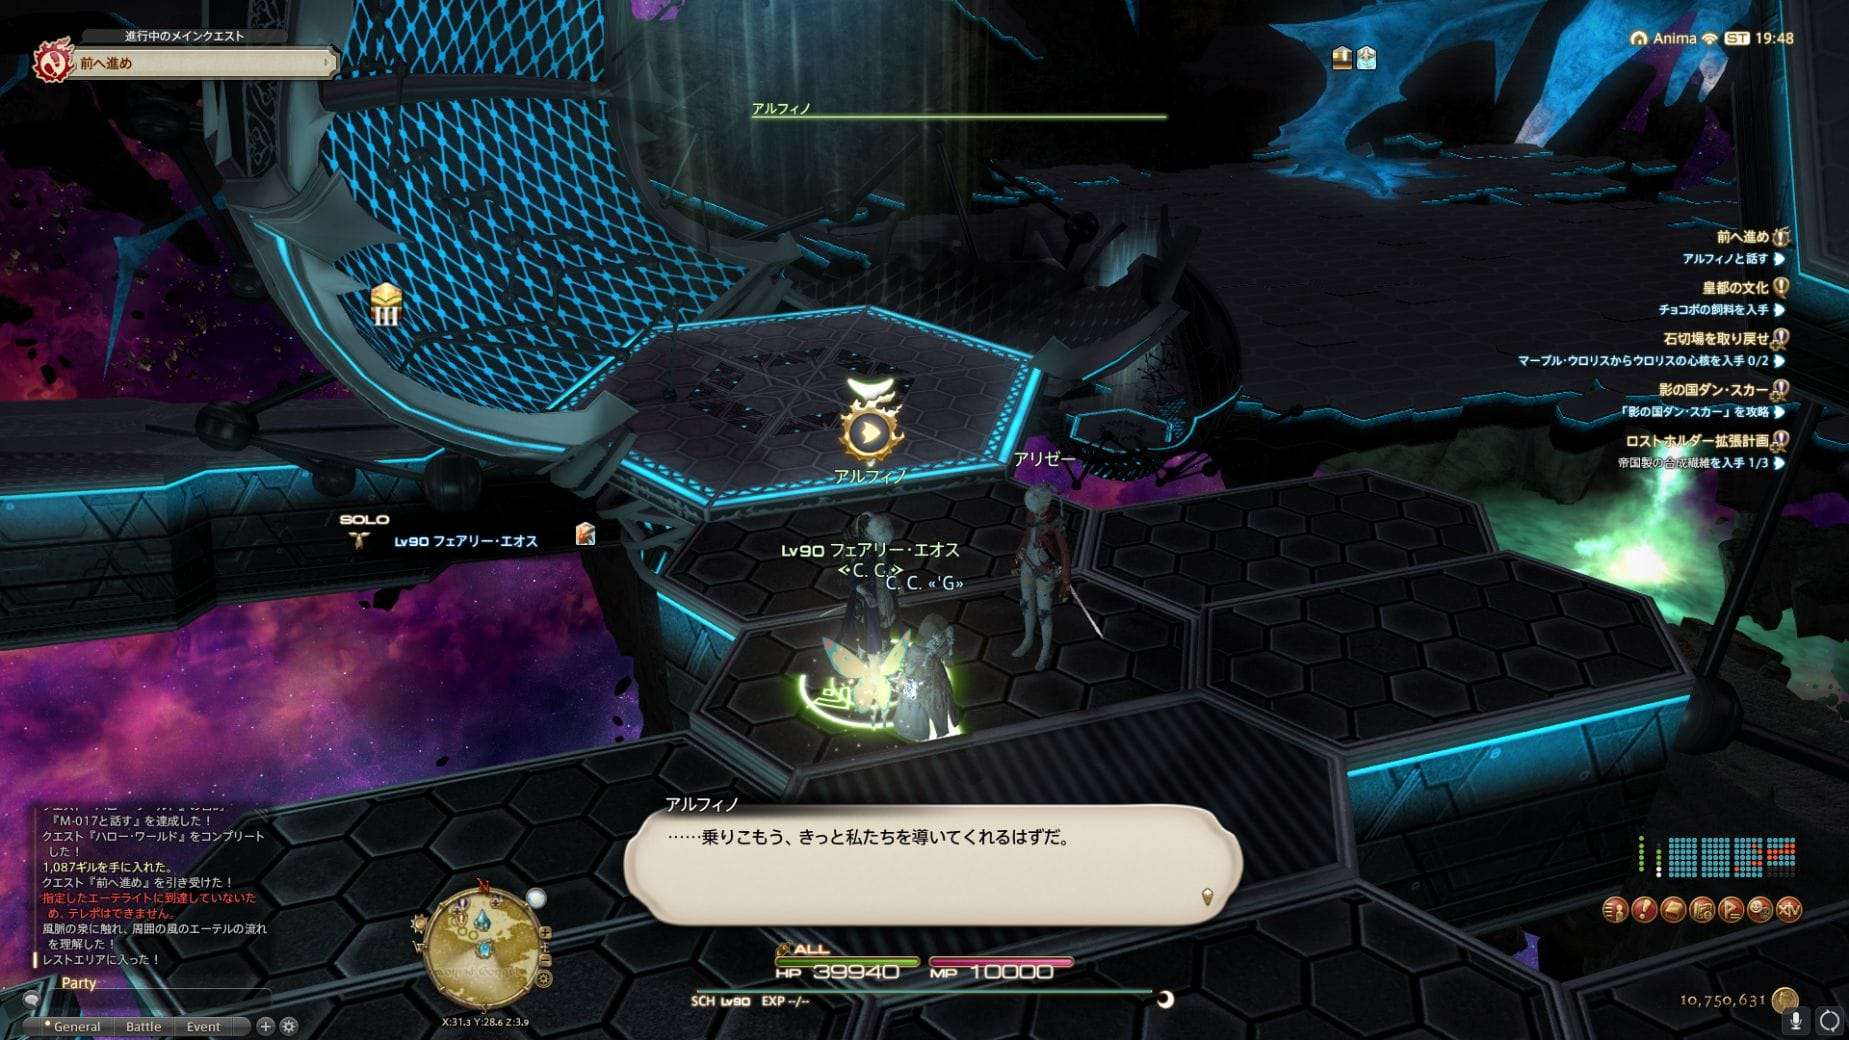 進行中のメインクエスト
前へ進め
Anima ST 19:48
アルフィノ
前へ進め
アルフィノと話す
皇都の文化
チョコボの飼料を入手
石切場を取り戻せ
マーブル・ウロリスからウロリスの心核を入手 0/2
影の国ダン・スカー
「影の国ダン・スカー」を攻略
ロストホルダー拡張計画
帝国製の合成繊維を入手 1/3
III
アルフィノ
アリゼー
SOLO
Lv90 フェアリー・エオス
Lv90 フェアリー・エオス
<C. C.>
C. C. «'G»
アルフィノ
……乗りこもう、きっと私たちを導いてくれるはずだ。
『M-017と話す』を達成した！
クエスト『ハロー・ワールド』をコンプリート
した！
1,087ギルを手に入れた。
クエスト『前へ進め』を引き受けた！
指定したエーテライトに到達していないた
め、テレポはできません。
風脈の泉に触れ、周囲の風のエーテルの流れ
を理解した！
レストエリアに入った！
Party
General Battle Event
N
X:31.3 Y:28.6 Z:3.9
ALL
HP 39940 MP 10000
SCH Lv90 EXP --/--
XIV
10,750,631